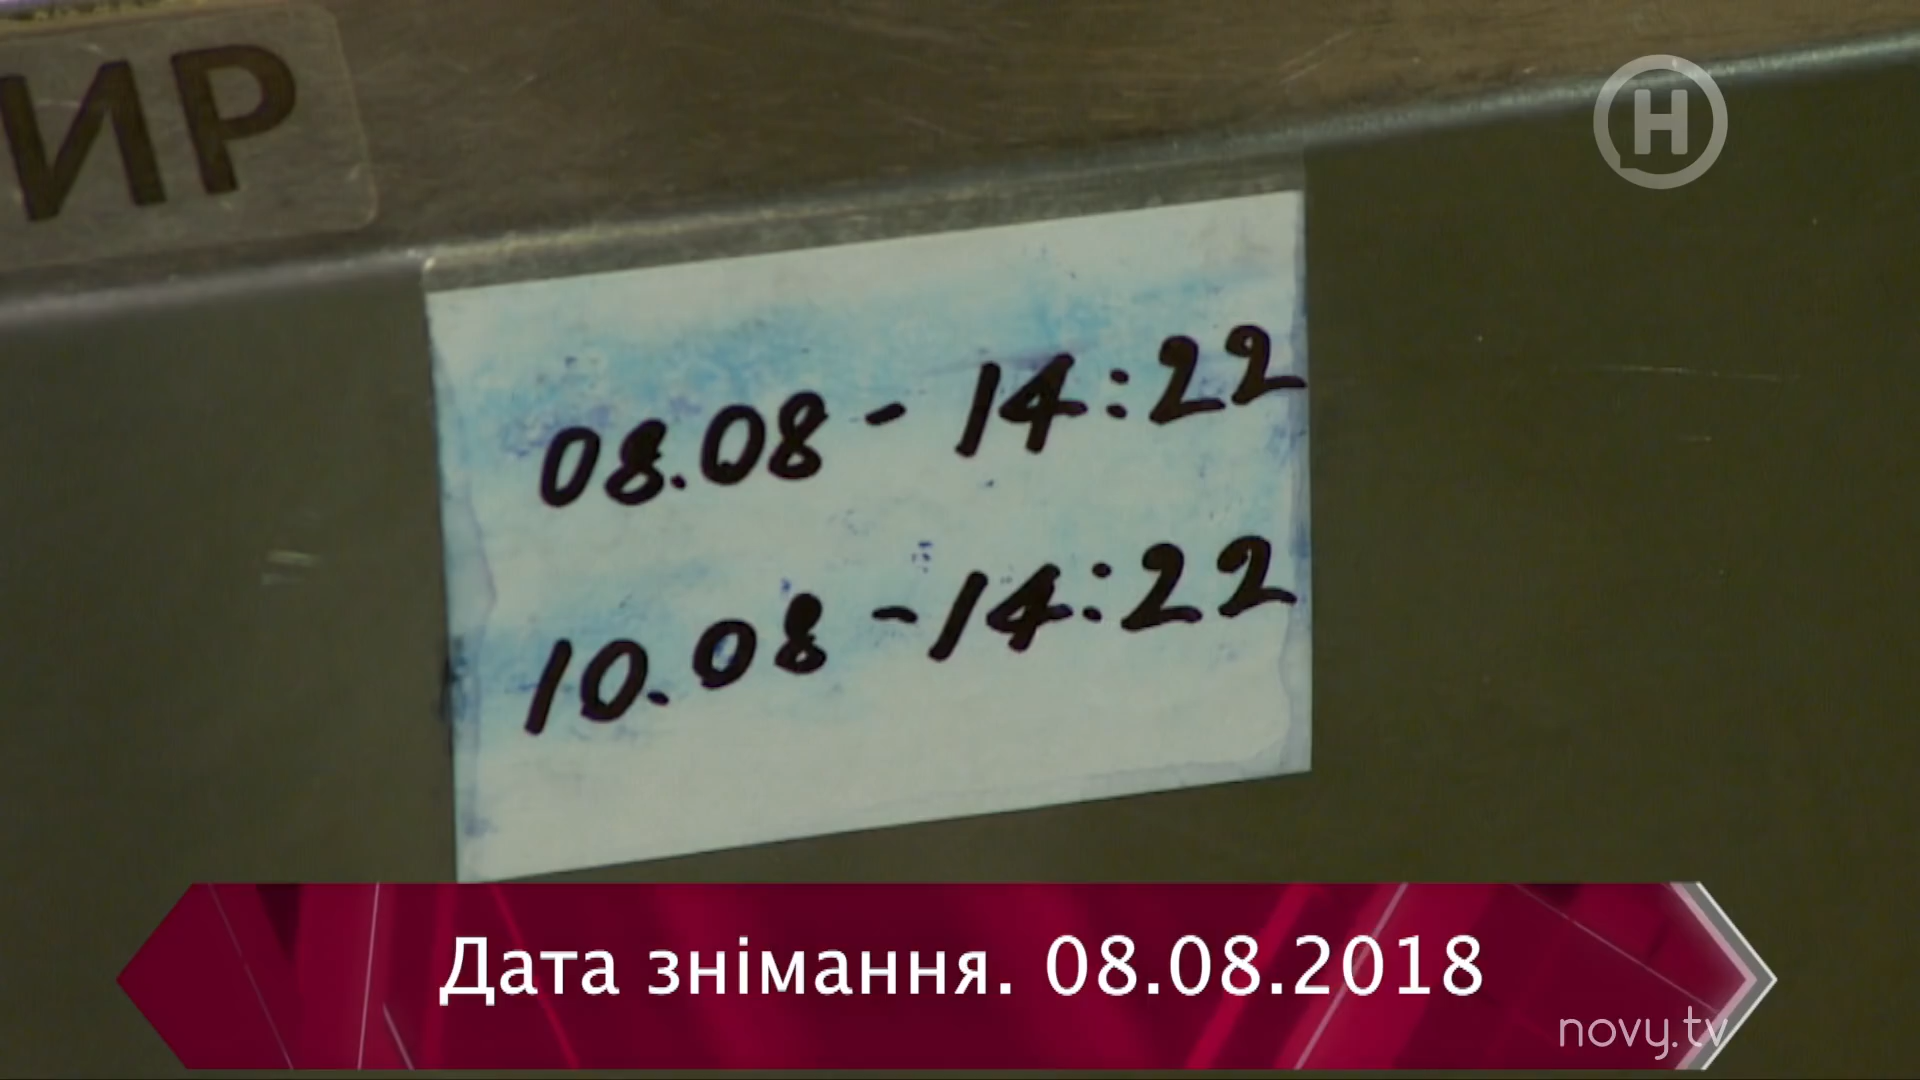 ИР
Н
08.08 - 14:22
10.08 - 14:22
Дата знімання. 08.08.2018
novy.tv